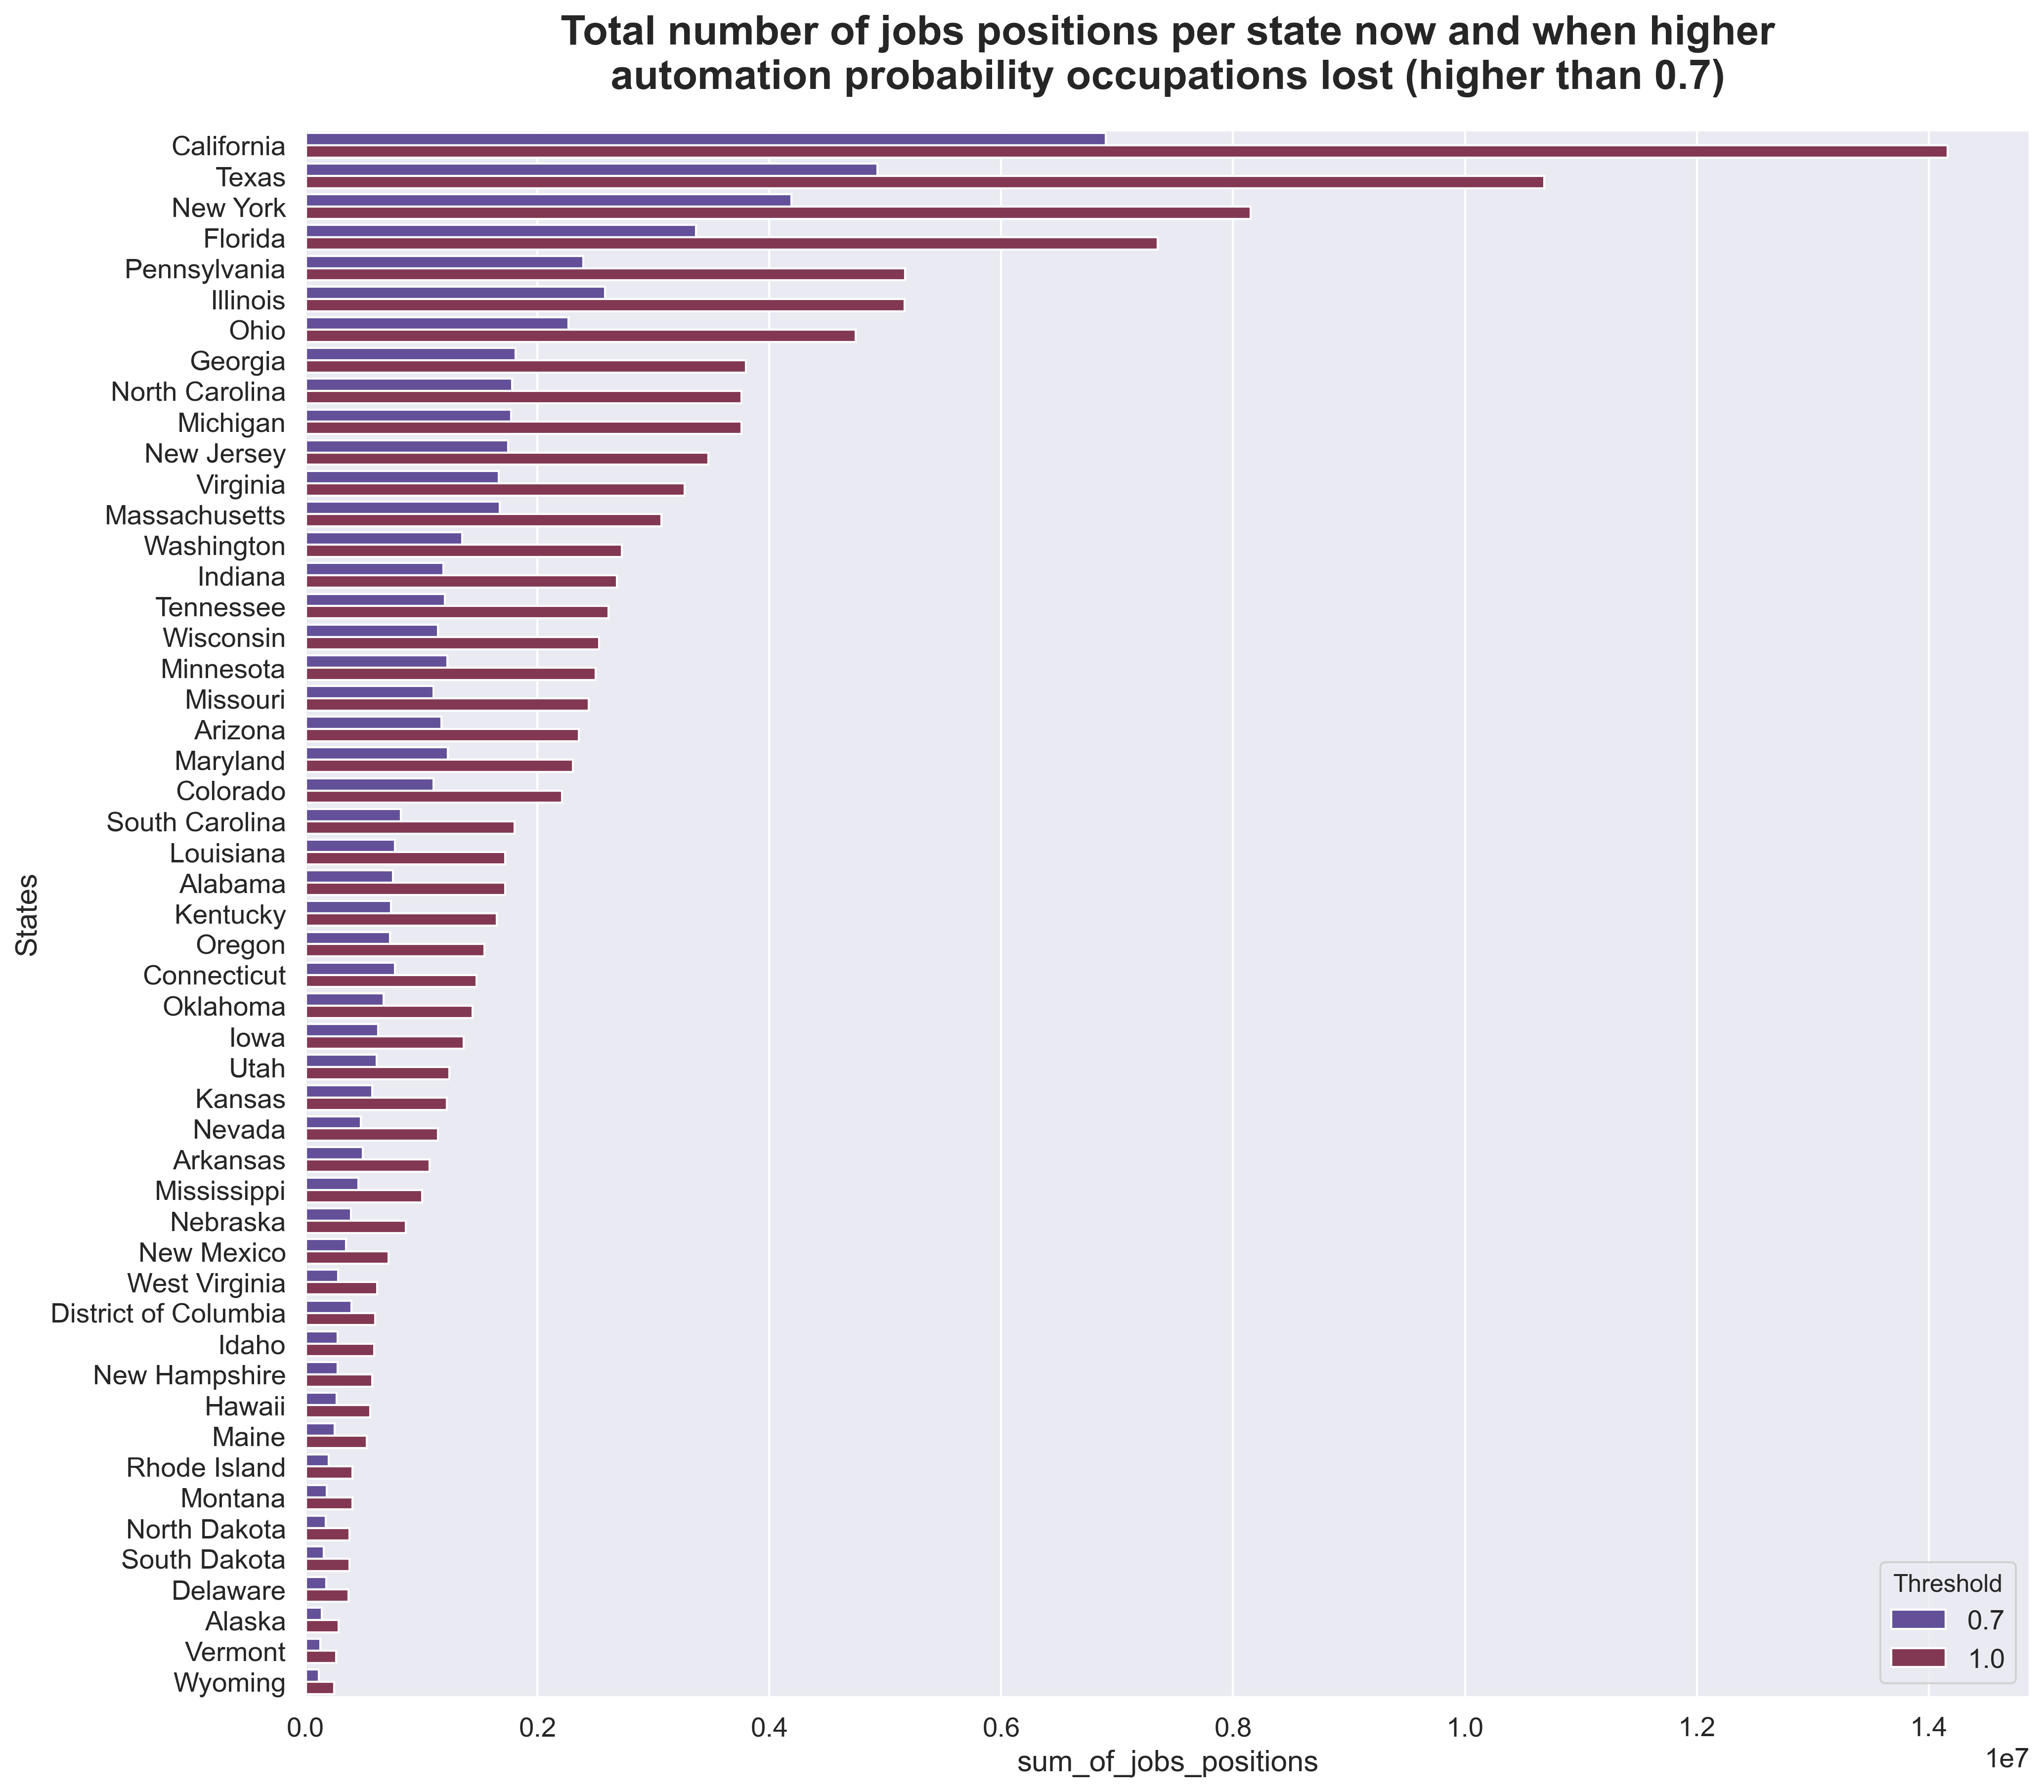 Total number of jobs positions per state now and when higher
automation probability occupations lost (higher than 0.7)
States
California
Texas
New York
Florida
Pennsylvania
Illinois
Ohio
Georgia
North Carolina
Michigan
New Jersey
Virginia
Massachusetts
Washington
Indiana
Tennessee
Wisconsin
Minnesota
Missouri
Arizona
Maryland
Colorado
South Carolina
Louisiana
Alabama
Kentucky
Oregon
Connecticut
Oklahoma
Iowa
Utah
Kansas
Nevada
Arkansas
Mississippi
Nebraska
New Mexico
West Virginia
District of Columbia
Idaho
New Hampshire
Hawaii
Maine
Rhode Island
Montana
North Dakota
South Dakota
Delaware
Alaska
Vermont
Wyoming
Threshold
0.7
1.0
0.0 0.2 0.4 0.6 0.8 1.0 1.2 1.4
sum_of_jobs_positions
1e7